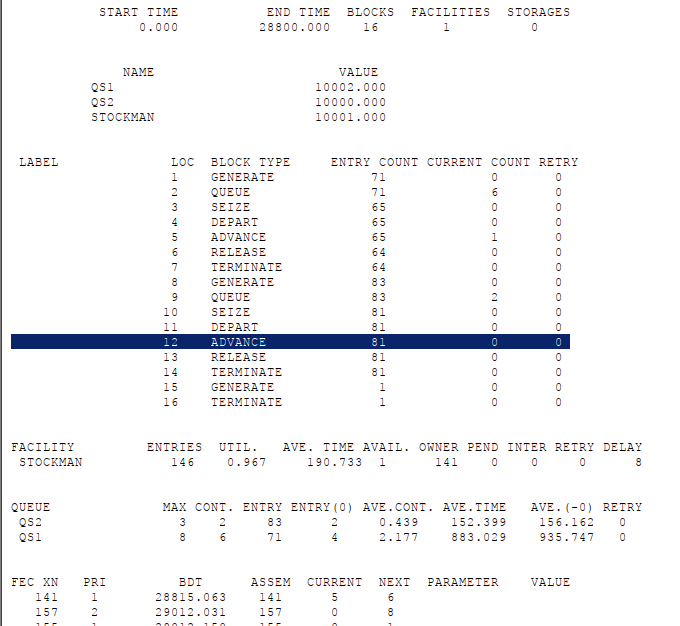 START TIME END TIME BLOCKS FACILITIES STORAGES
0.000 28800.000 16 1 0
NAME VALUE
QS1 10002.000
QS2 10000.000
STOCKMAN 10001.000
LABEL LOC BLOCK TYPE ENTRY COUNT CURRENT COUNT RETRY
1 GENERATE 71 0 0
2 QUEUE 71 6 0
3 SEIZE 65 0 0
4 DEPART 65 0 0
5 ADVANCE 65 1 0
6 RELEASE 64 0 0
7 TERMINATE 64 0 0
8 GENERATE 83 0 0
9 QUEUE 83 2 0
10 SEIZE 81 0 0
11 DEPART 81 0 0
12 ADVANCE 81 0 0
13 RELEASE 81 0 0
14 TERMINATE 81 0 0
15 GENERATE 1 0 0
16 TERMINATE 1 0 0
FACILITY ENTRIES UTIL. AVE. TIME AVAIL. OWNER PEND INTER RETRY DELAY
STOCKMAN 146 0.967 190.733 1 141 0 0 0 8
QUEUE MAX CONT. ENTRY ENTRY(0) AVE.CONT. AVE.TIME AVE.(-0) RETRY
QS2 3 2 83 2 0.439 152.399 156.162 0
QS1 8 6 71 4 2.177 883.029 935.747 0
FEC XN PRI BDT ASSEM CURRENT NEXT PARAMETER VALUE
141 1 28815.063 141 5 6
157 2 29012.031 157 0 8